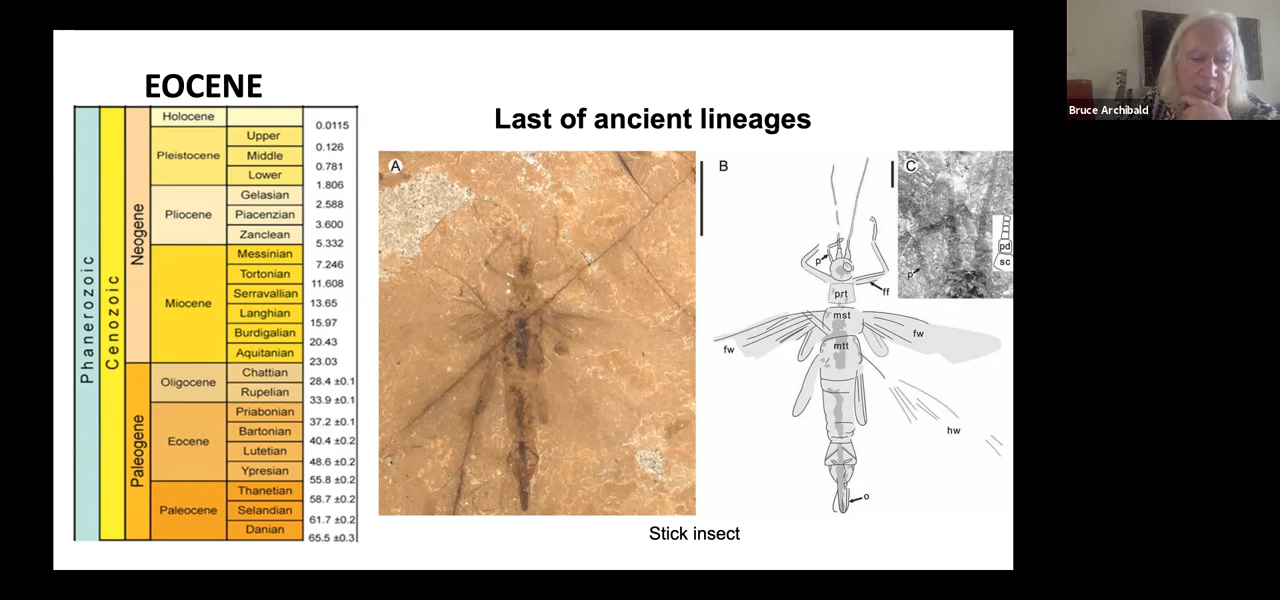 EOCENE
Phanerozoic
Cenozoic
Neogene
Paleogene
Holocene
0.0115
Pleistocene
Upper
0.126
Middle
0.781
Lower
1.806
Pliocene
Gelasian
2.588
Piacenzian
3.600
Zanclean
5.332
Miocene
Messinian
7.246
Tortonian
11.608
Serravallian
13.65
Langhian
15.97
Burdigalian
20.43
Aquitanian
23.03
Oligocene
Chattian
28.4 ±0.1
Rupelian
33.9 ±0.1
Eocene
Priabonian
37.2 ±0.1
Bartonian
40.4 ±0.2
Lutetian
48.6 ±0.2
Ypresian
55.8 ±0.2
Paleocene
Thanetian
58.7 ±0.2
Selandian
61.7 ±0.2
Danian
65.5 ±0.3
Last of ancient lineages
A
B
p
ff
prt
mst
mtt
fw
fw
hw
o
C
p
pd
sc
Stick insect
Bruce Archibald